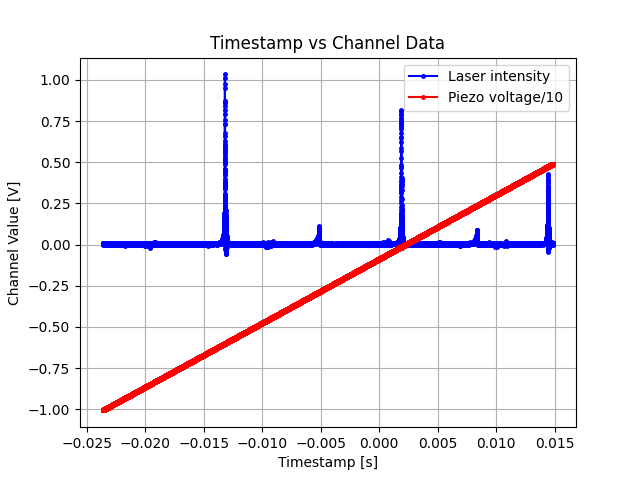 Timestamp vs Channel Data
Laser intensity
Piezo voltage/10
Channel Value [V]
1.00
0.75
0.50
0.25
0.00
−0.25
−0.50
−0.75
−1.00
−0.025 −0.020 −0.015 −0.010 −0.005 0.000 0.005 0.010 0.015
Timestamp [s]